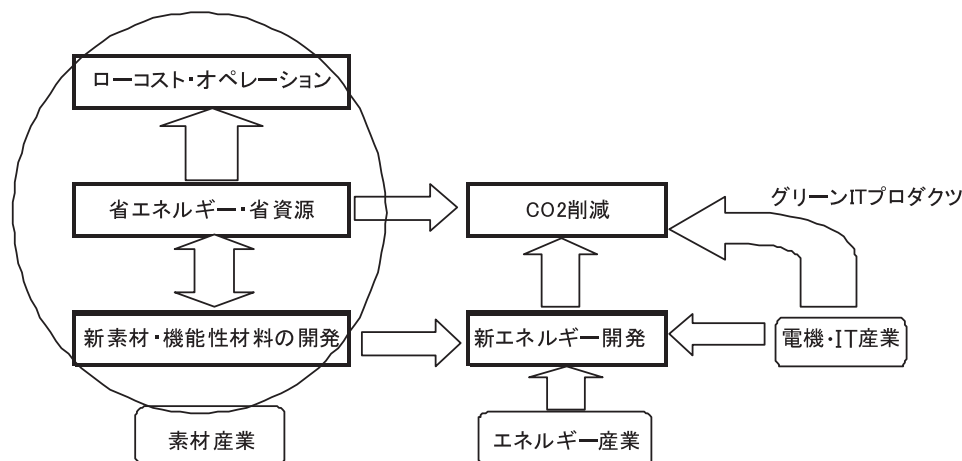 ローコスト・オペレーション
省エネルギー・省資源
CO2削減
グリーンITプロダクツ
新素材・機能性材料の開発
新エネルギー開発
電機・IT産業
素材産業
エネルギー産業